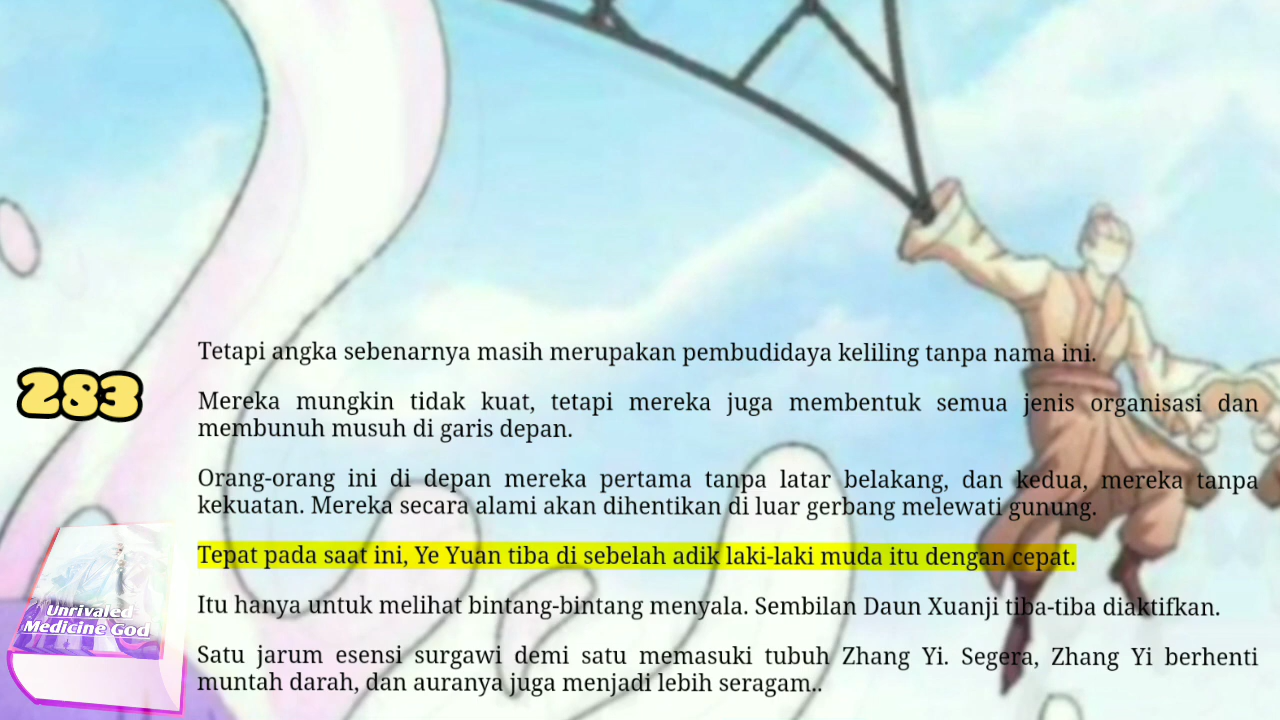 Tetapi angka sebenarnya masih merupakan pembudidaya keliling tanpa nama ini.
283
Mereka mungkin tidak kuat, tetapi mereka juga membentuk semua jenis organisasi dan
membunuh musuh di garis depan.
Orang-orang ini di depan mereka pertama tanpa latar belakang, dan kedua, mereka tanpa
kekuatan. Mereka secara alami akan dihentikan di luar gerbang melewati gunung.
Tepat pada saat ini, Ye Yuan tiba di sebelah adik laki-laki muda itu dengan cepat.
Itu hanya untuk melihat bintang-bintang menyala. Sembilan Daun Xuanji tiba-tiba diaktifkan.
Unrivaled
Medicine God
Satu jarum esensi surgawi demi satu memasuki tubuh Zhang Yi. Segera, Zhang Yi berhenti
muntah darah, dan auranya juga menjadi lebih seragam..